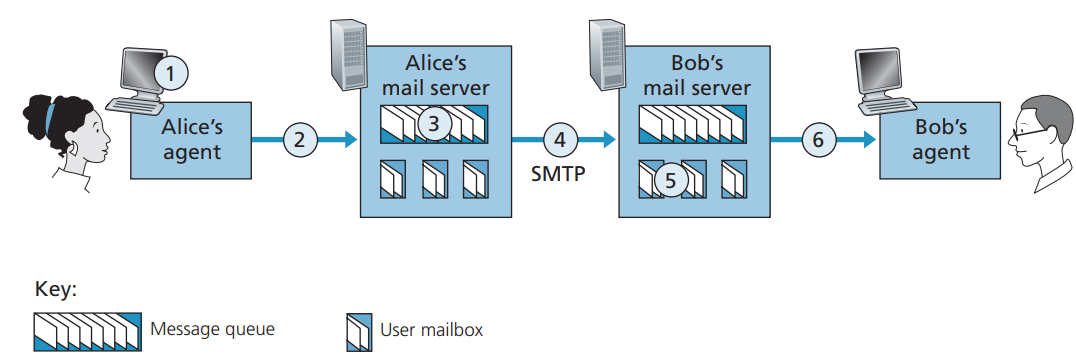 1
Alice's
agent
2
Alice's
mail server
3
4
SMTP
Bob's
mail server
5
6
Bob's
agent
Key:
Message queue
User mailbox